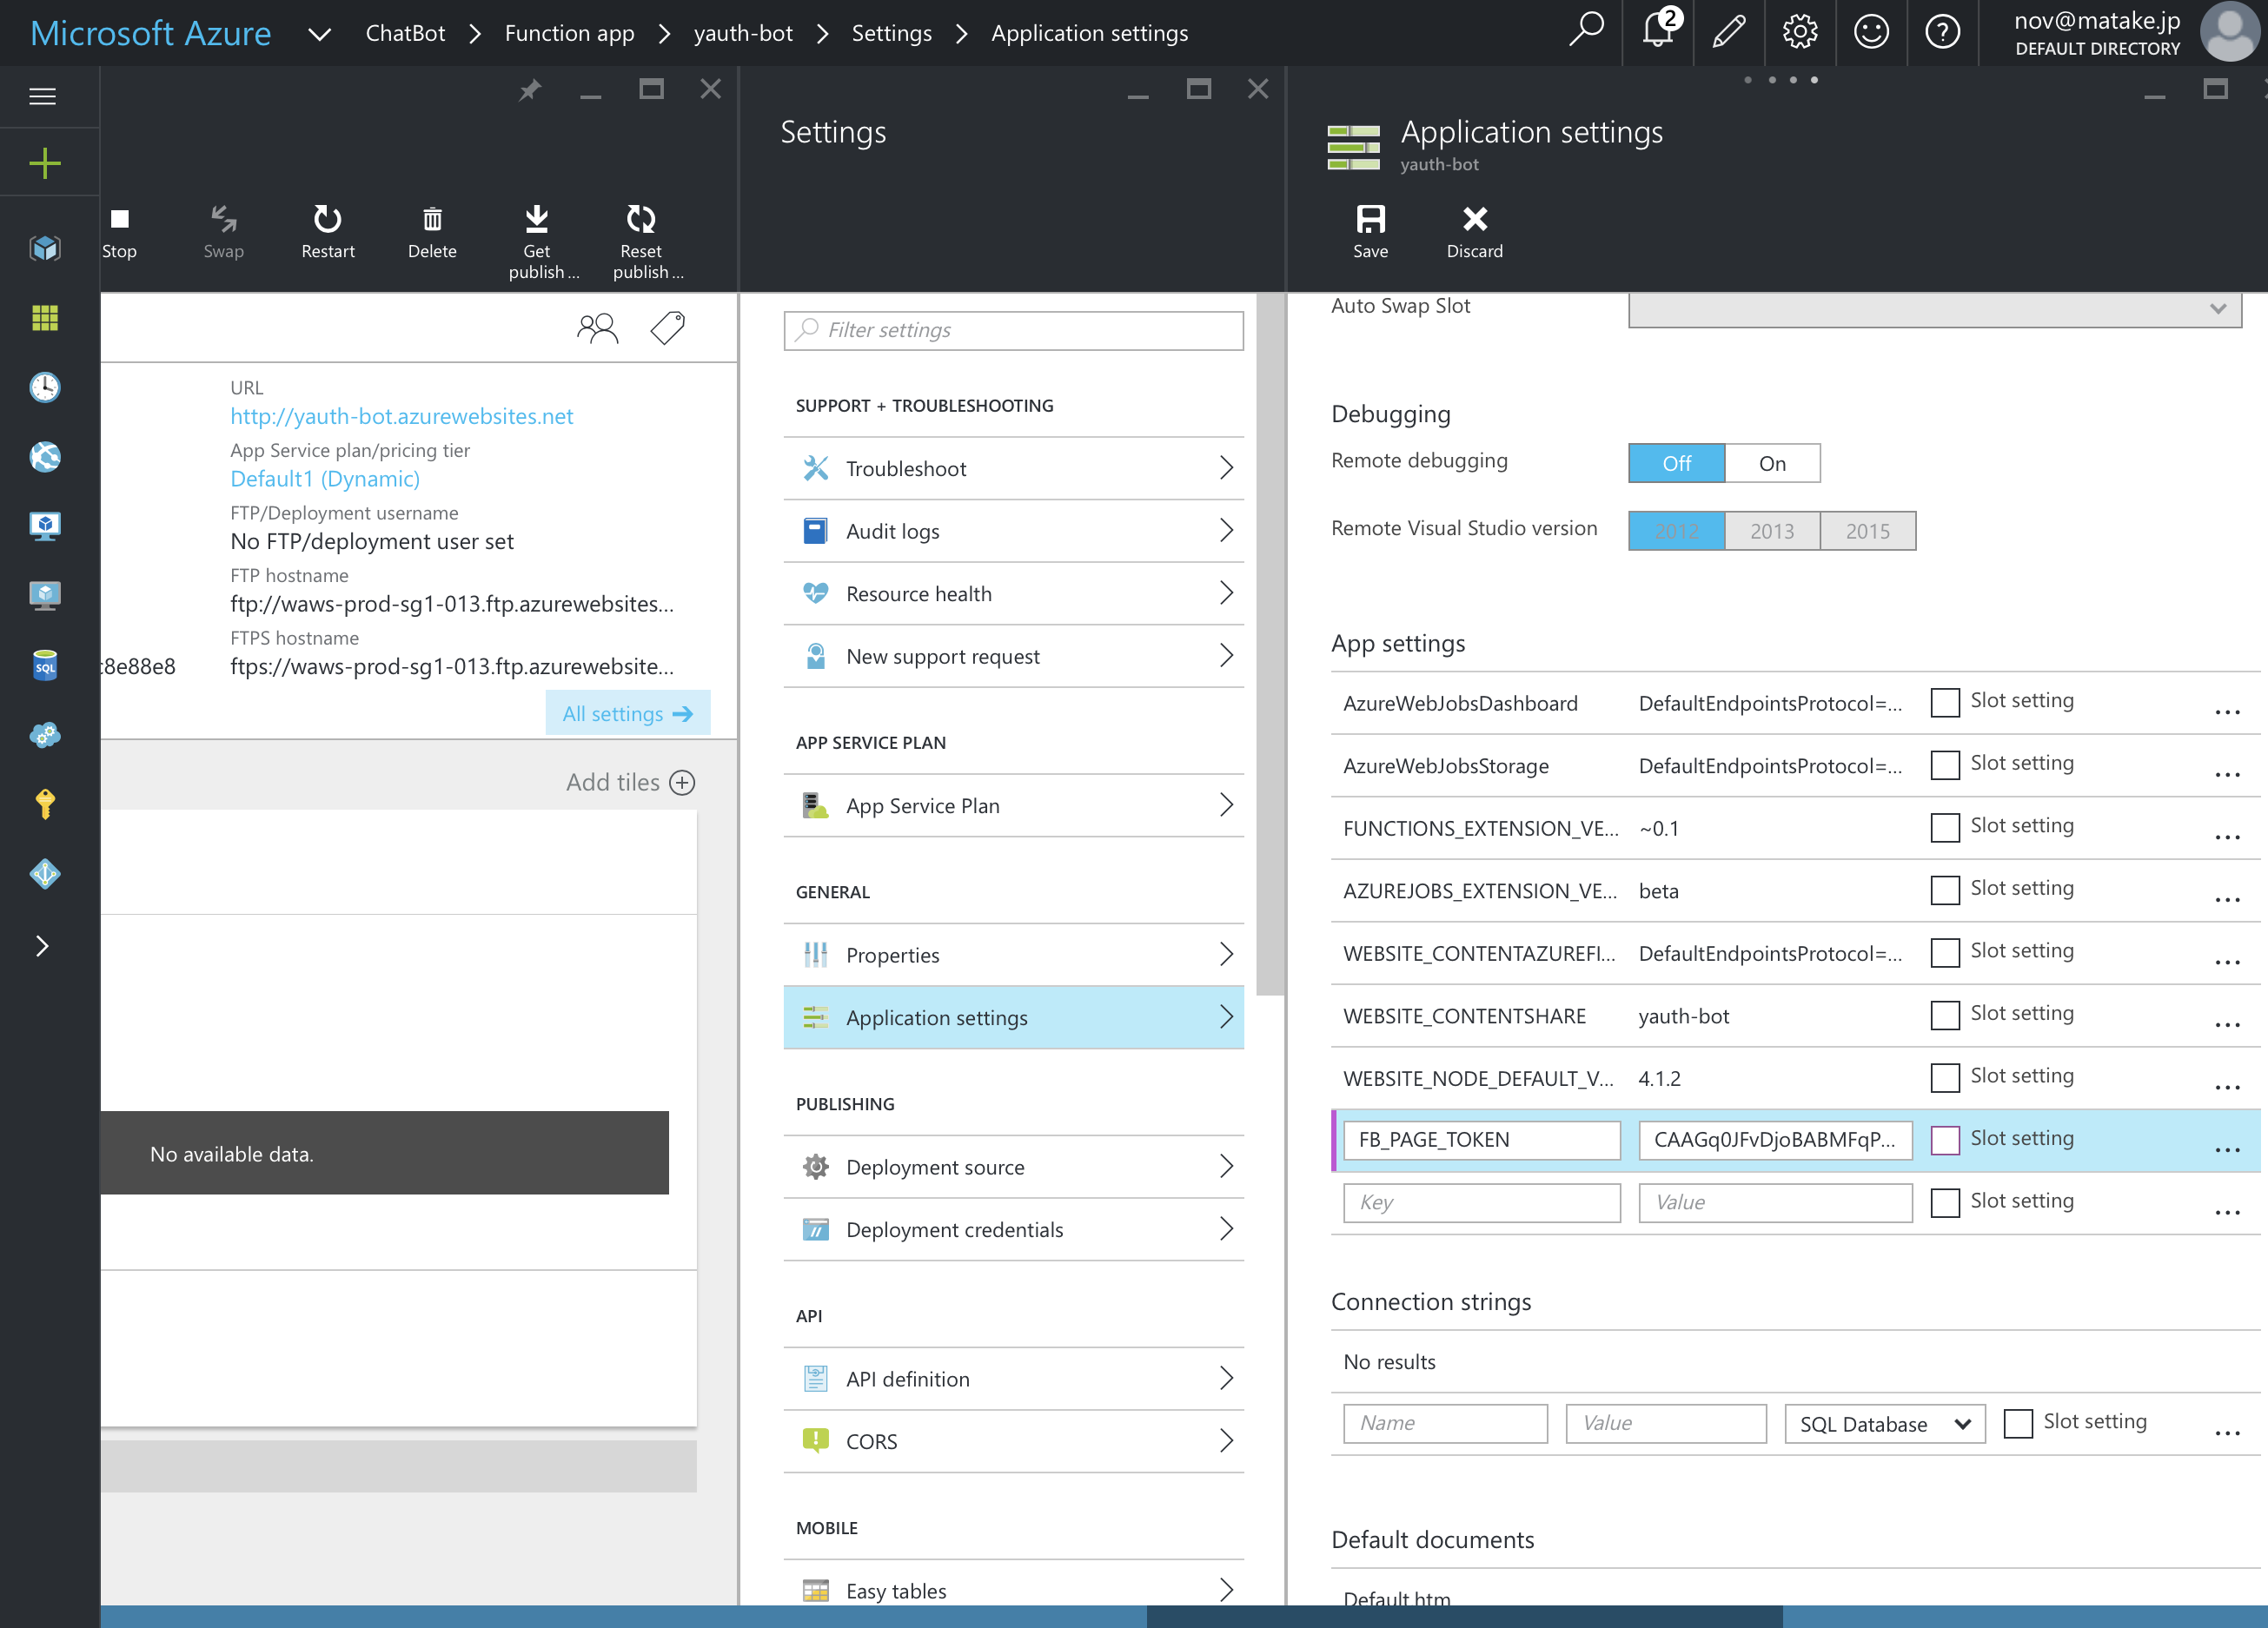 Microsoft Azure ChatBot Function app yauth-bot Settings Application settings
2
nov@matake.jp
DEFAULT DIRECTORY
Stop
Swap
Restart
Delete
Get publish ...
Reset publish ...
URL
http://yauth-bot.azurewebsites.net
App Service plan/pricing tier
Default1 (Dynamic)
FTP/Deployment username
No FTP/deployment user set
FTP hostname
ftp://waws-prod-sg1-013.ftp.azurewebsites...
FTPS hostname
:8e88e8 ftps://waws-prod-sg1-013.ftp.azurewebsite...
All settings
Add tiles
No available data.
Settings
Filter settings
SUPPORT + TROUBLESHOOTING
Troubleshoot
Audit logs
Resource health
New support request
APP SERVICE PLAN
App Service Plan
GENERAL
Properties
Application settings
PUBLISHING
Deployment source
Deployment credentials
API
API definition
CORS
MOBILE
Easy tables
Application settings
yauth-bot
Save
Discard
Auto Swap Slot
Debugging
Remote debugging Off On
Remote Visual Studio version 2012 2013 2015
App settings
AzureWebJobsDashboard DefaultEndpointsProtocol=... Slot setting ...
AzureWebJobsStorage DefaultEndpointsProtocol=... Slot setting ...
FUNCTIONS_EXTENSION_VE... ~0.1 Slot setting ...
AZUREJOBS_EXTENSION_VE... beta Slot setting ...
WEBSITE_CONTENTAZUREFI... DefaultEndpointsProtocol=... Slot setting ...
WEBSITE_CONTENTSHARE yauth-bot Slot setting ...
WEBSITE_NODE_DEFAULT_V... 4.1.2 Slot setting ...
FB_PAGE_TOKEN CAAGq0JFvDjoBABMFqP... Slot setting ...
Key Value Slot setting ...
Connection strings
No results
Name Value SQL Database Slot setting ...
Default documents
Default.htm